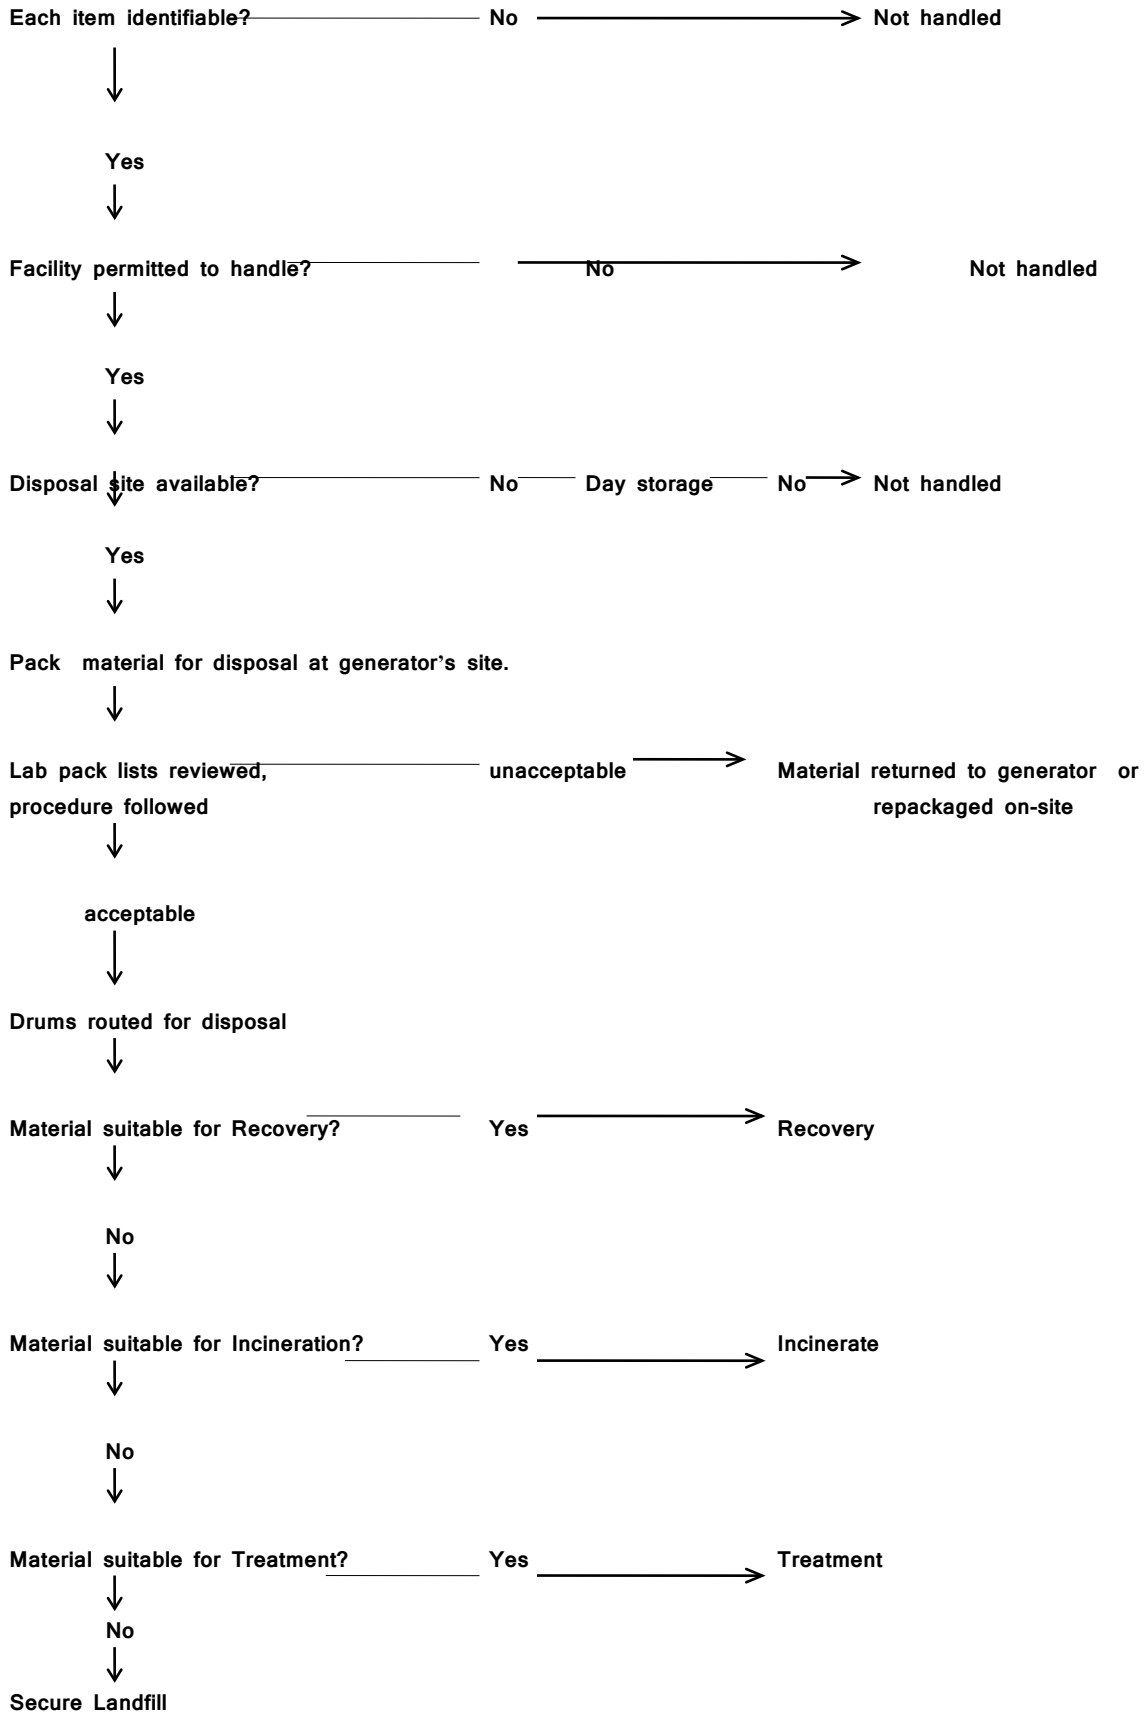 Each item identifiable? No Not handled
Yes
Facility permitted to handle? No Not handled
Yes
Disposal site available? No Day storage No Not handled
Yes
Pack material for disposal at generator’s site.
Lab pack lists reviewed, unacceptable Material returned to generator or
procedure followed repackaged on-site
acceptable
Drums routed for disposal
Material suitable for Recovery? Yes Recovery
No
Material suitable for Incineration? Yes Incinerate
No
Material suitable for Treatment? Yes Treatment
No
Secure Landfill